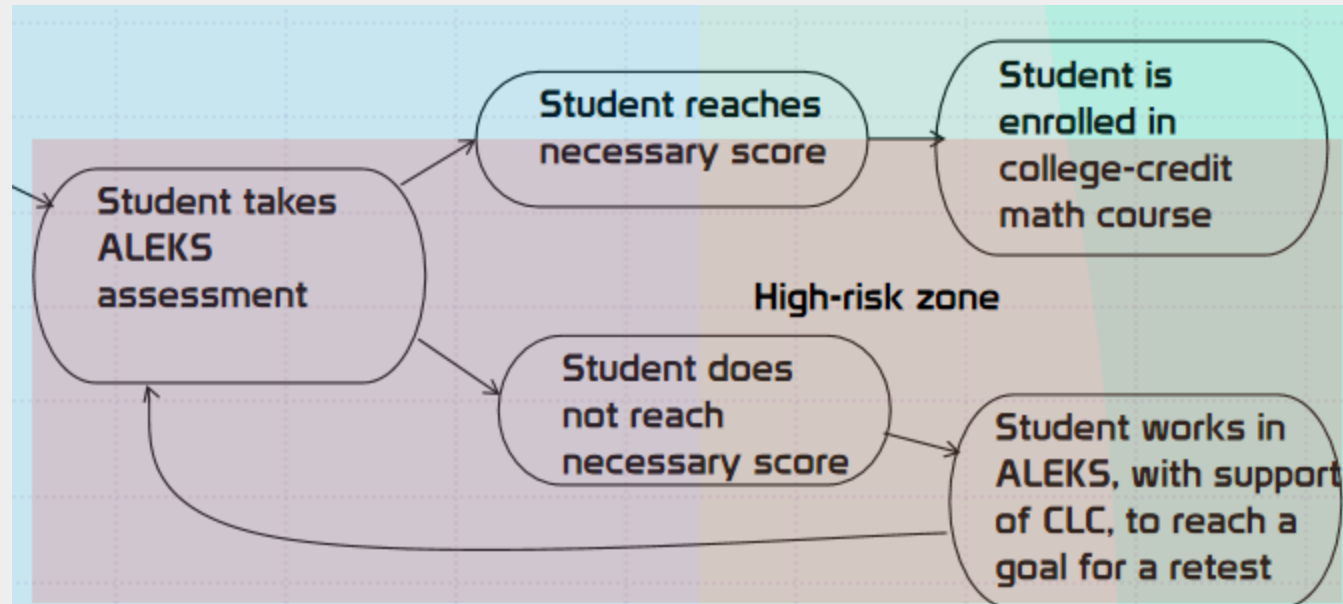 Student takes
ALEKS
assessment
Student reaches
necessary score
Student is
enrolled in
college-credit
math course
High-risk zone
Student does
not reach
necessary score
Student works in
ALEKS, with support
of CLC, to reach a
goal for a retest